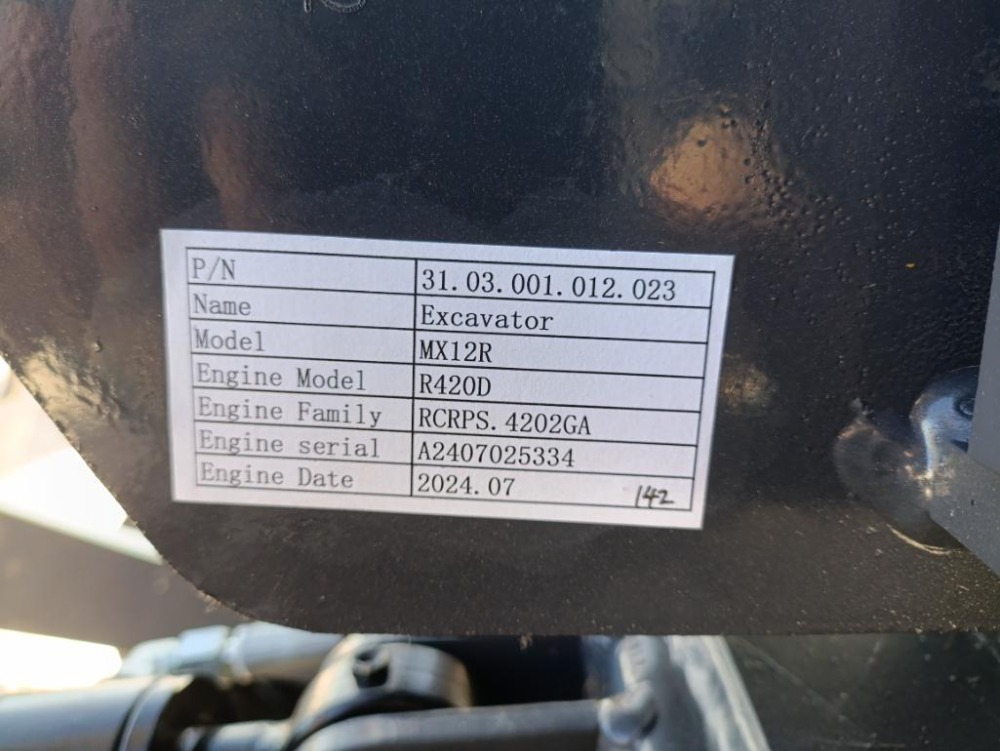 P/N 31.03.001.012.023
Name Excavator
Model MX12R
Engine Model R420D
Engine Family RCRPS.4202GA
Engine serial A2407025334
Engine Date 2024.07 142